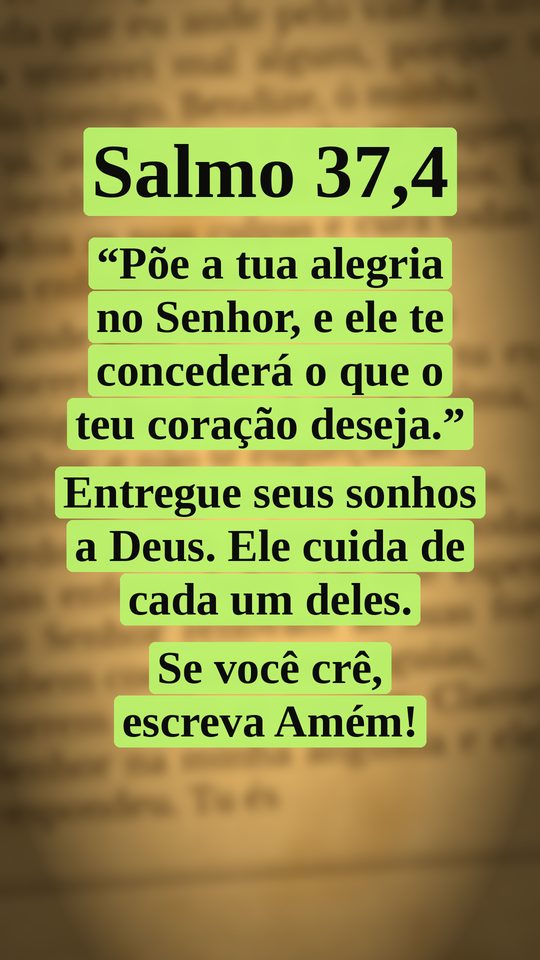 Salmo 37,4
“Põe a tua alegria
no Senhor, e ele te
concederá o que o
teu coração deseja.”
Entregue seus sonhos
a Deus. Ele cuida de
cada um deles.
Se você crê,
escreva Amém!